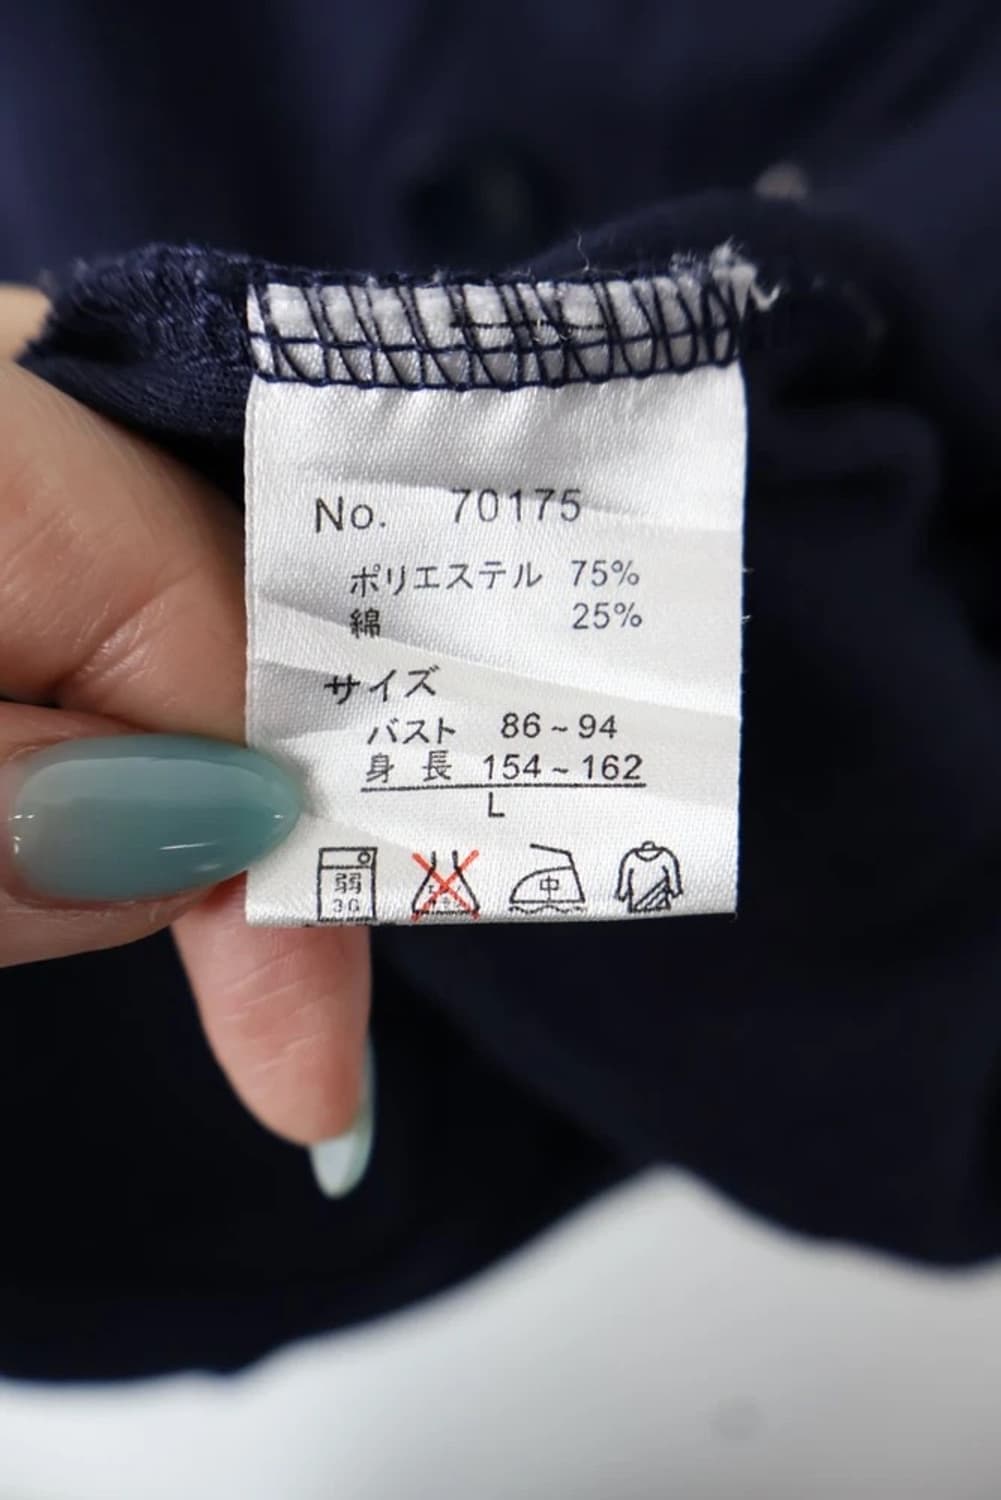 No. 70175
ポリエステル 75%
綿 25%
サイズ
バスト 86~94
身長 154~162
L
弱 中
30